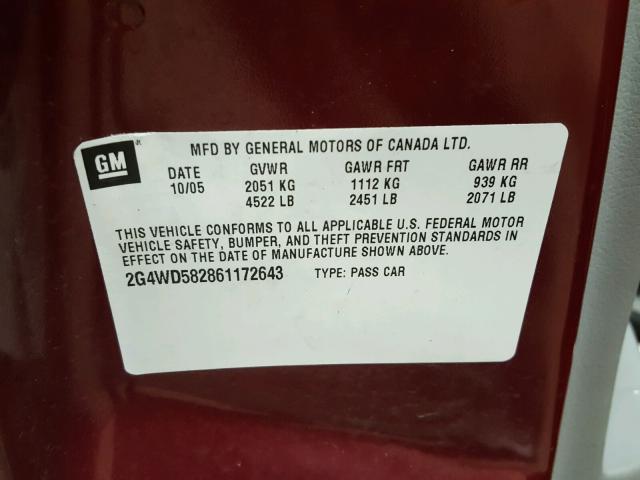 GM
MFD BY GENERAL MOTORS OF CANADA LTD.
DATE GVWR GAWR FRT GAWR RR
10/05 2051 KG 1112 KG 939 KG
4522 LB 2451 LB 2071 LB
THIS VEHICLE CONFORMS TO ALL APPLICABLE U.S. FEDERAL MOTOR
VEHICLE SAFETY, BUMPER, AND THEFT PREVENTION STANDARDS IN
EFFECT ON THE DATE OF MANUFACTURE SHOWN ABOVE.
2G4WD582861172643 TYPE: PASS CAR